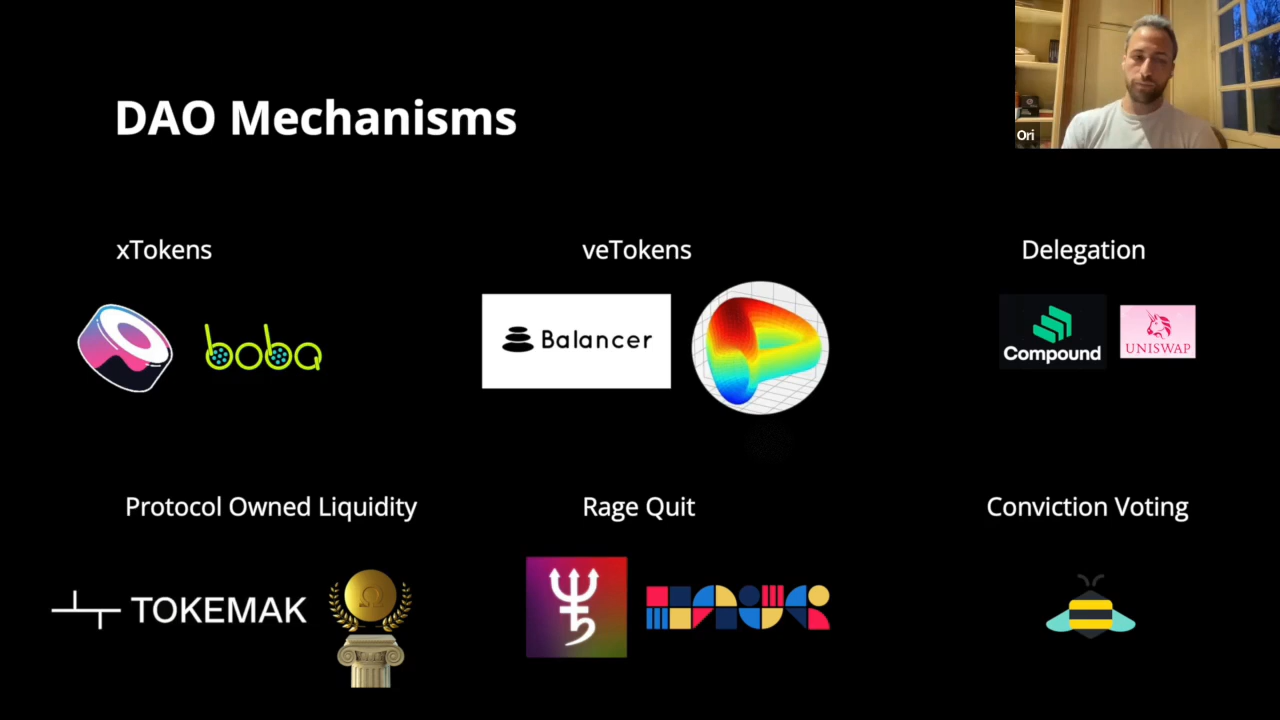 DAO Mechanisms
Ori
xTokens
veTokens
Delegation
boba
Balancer
Compound
UNISWAP
Protocol Owned Liquidity
Rage Quit
Conviction Voting
TOKEMAK